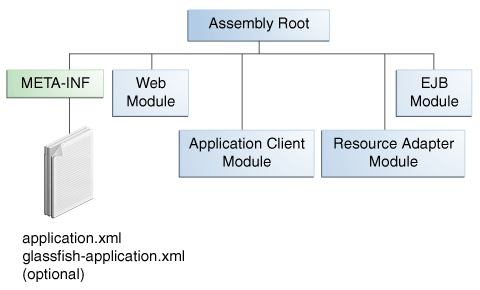 Assembly Root
META-INF
Web
Module
EJB
Module
Application Client
Module
Resource Adapter
Module
application.xml
glassfish-application.xml
(optional)